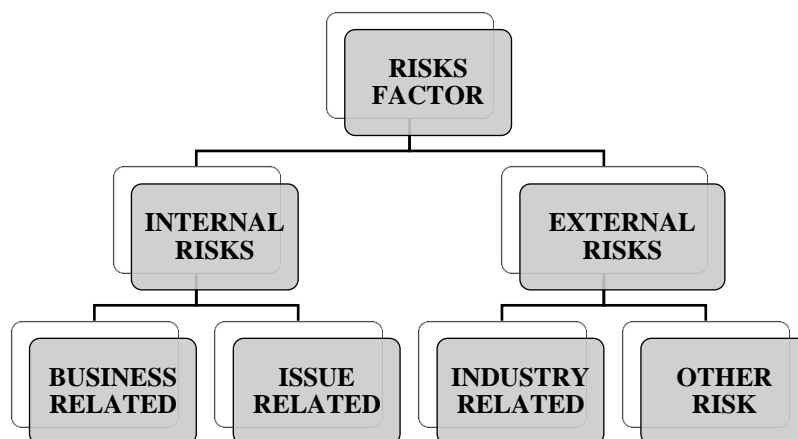 RISKS
FACTOR
INTERNAL
RISKS
EXTERNAL
RISKS
BUSINESS
RELATED
ISSUE
RELATED
INDUSTRY
RELATED
OTHER
RISK